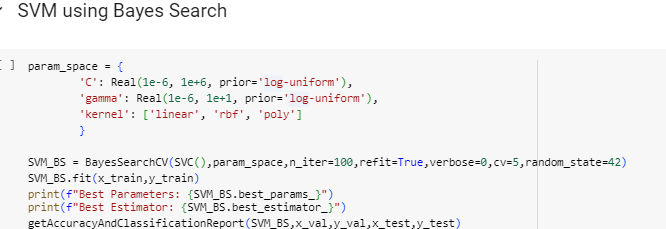 SVM using Bayes Search
[ ] param_space = {
'C': Real(1e-6, 1e+6, prior='log-uniform'),
'gamma': Real(1e-6, 1e+1, prior='log-uniform'),
'kernel': ['linear', 'rbf', 'poly']
}
SVM_BS = BayesSearchCV(SVC(),param_space,n_iter=100,refit=True,verbose=0,cv=5,random_state=42)
SVM_BS.fit(x_train,y_train)
print(f"Best Parameters: {SVM_BS.best_params_}")
print(f"Best Estimator: {SVM_BS.best_estimator_}")
getAccuracyAndClassificationReport(SVM_BS,x_val,y_val,x_test,y_test)